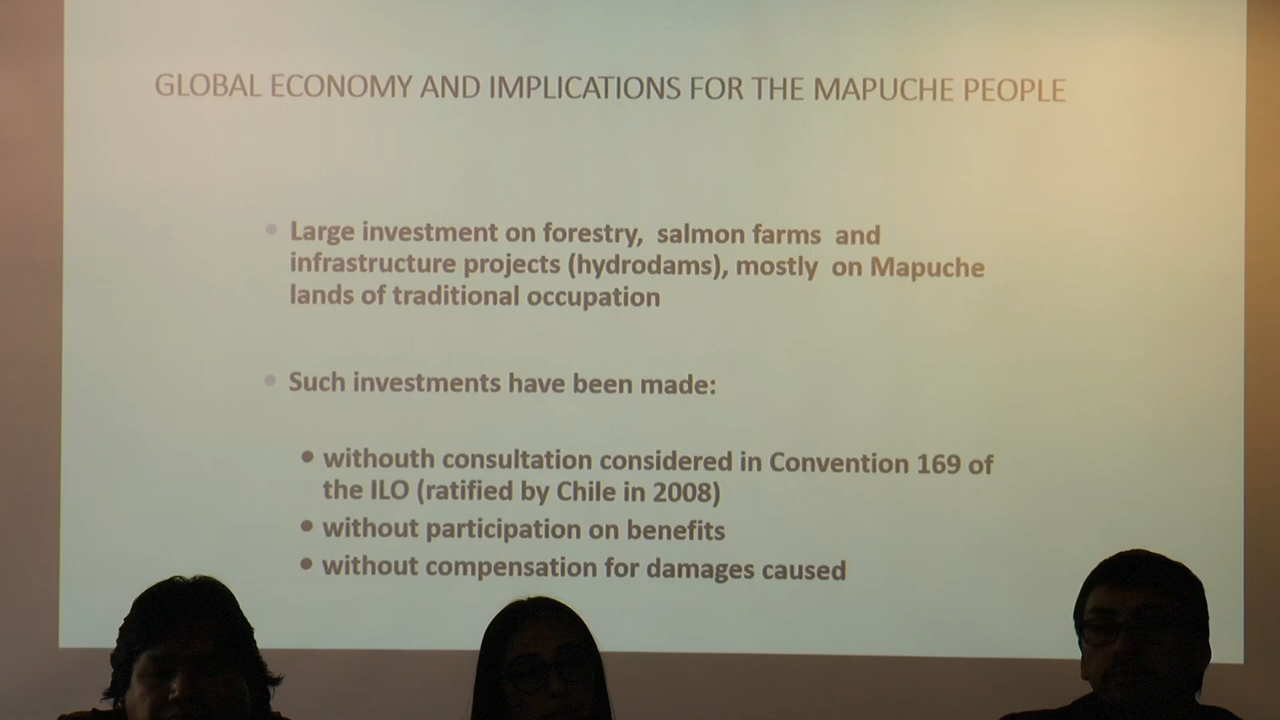 GLOBAL ECONOMY AND IMPLICATIONS FOR THE MAPUCHE PEOPLE
• Large investment on forestry, salmon farms and
infrastructure projects (hydrodams), mostly on Mapuche
lands of traditional occupation
• Such investments have been made:
• withouth consultation considered in Convention 169 of
the ILO (ratified by Chile in 2008)
• without participation on benefits
• without compensation for damages caused